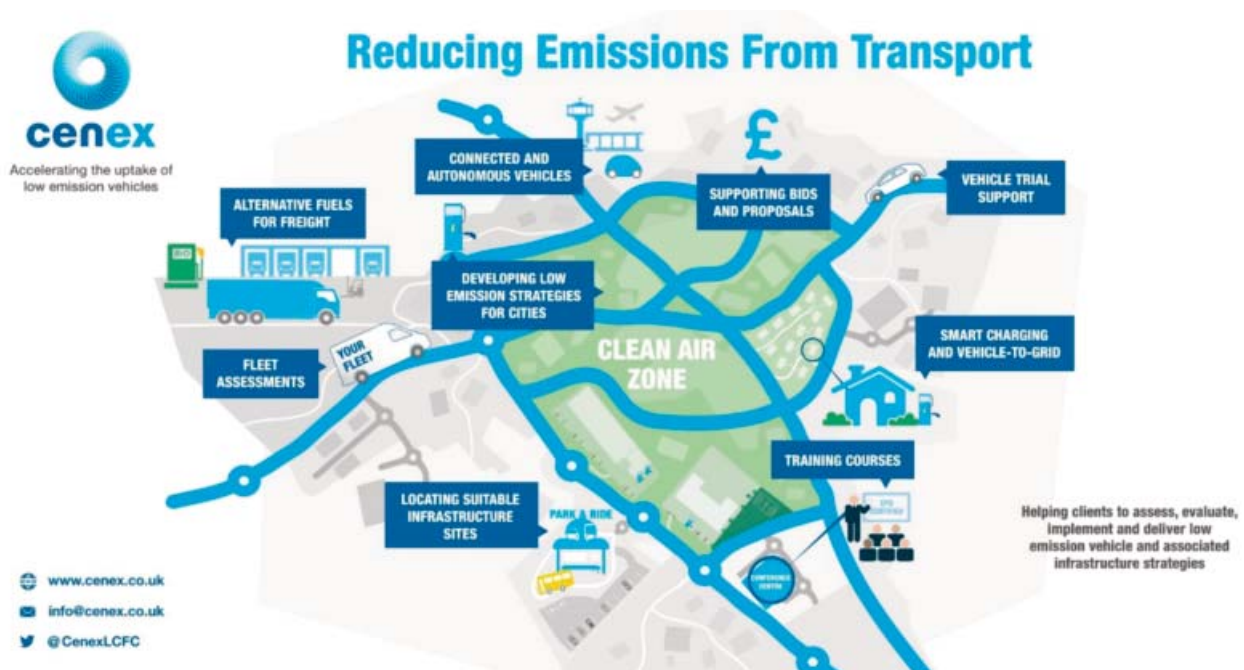 Reducing Emissions From Transport
cenex
Accelerating the uptake of
low emission vehicles
CONNECTED AND
AUTONOMOUS VEHICLES
£
SUPPORTING BIDS
AND PROPOSALS
VEHICLE TRIAL
SUPPORT
ALTERNATIVE FUELS
FOR FREIGHT
BIO
DEVELOPING LOW
EMISSION STRATEGIES
FOR CITIES
YOUR
FLEET
FLEET
ASSESSMENTS
CLEAN AIR
ZONE
SMART CHARGING
AND VEHICLE-TO-GRID
TRAINING COURSES
LOCATING SUITABLE
INFRASTRUCTURE
SITES
PARK & RIDE
CONFERENCE
CENTRE
Helping clients to assess, evaluate,
implement and deliver low
emission vehicle and associated
infrastructure strategies
www.cenex.co.uk
info@cenex.co.uk
@CenexLCFC